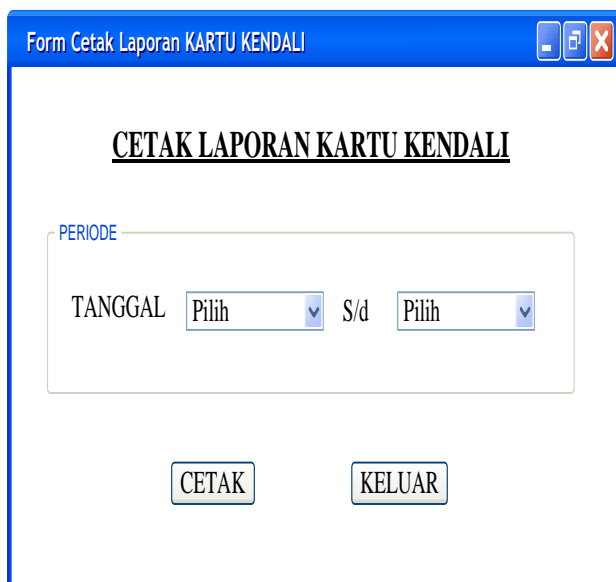 Form Cetak Laporan KARTU KENDALI
CETAK LAPORAN KARTU KENDALI
PERIODE
TANGGAL Pilih S/d Pilih
CETAK KELUAR